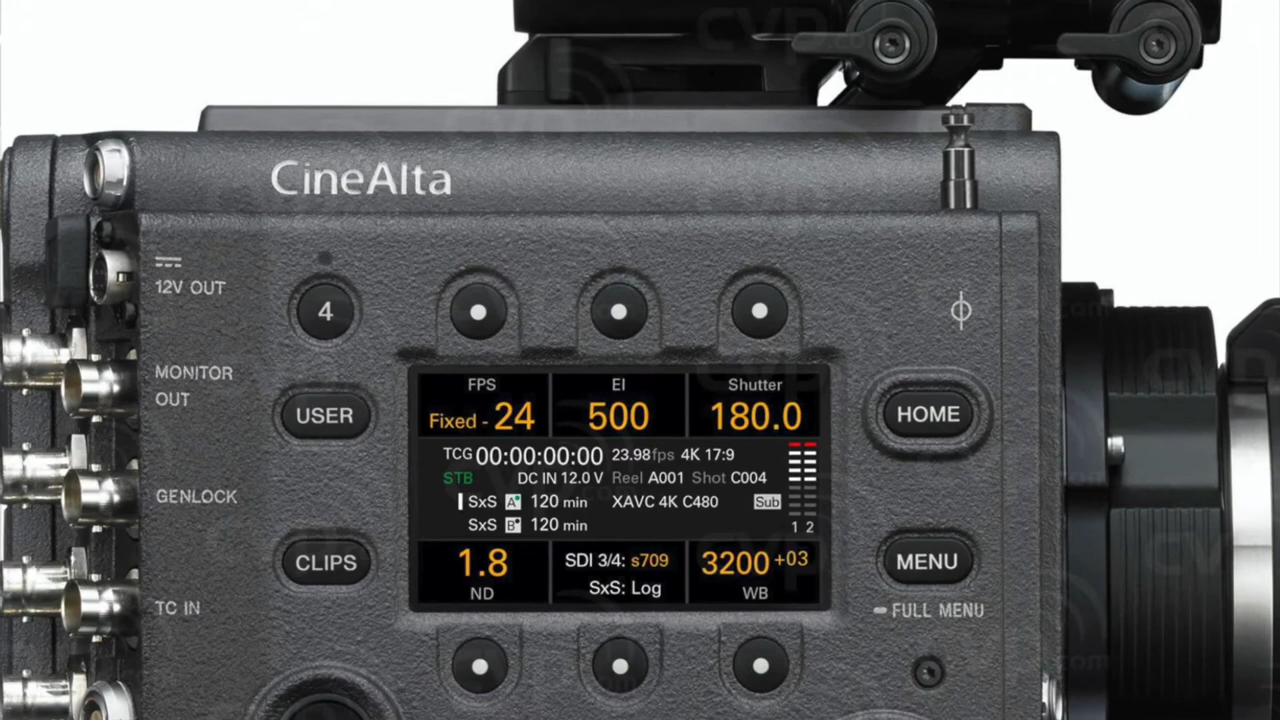 CineAlta
12V OUT
4
MONITOR
OUT
USER
HOME
FPS EI Shutter
Fixed - 24 500 180.0
TCG 00:00:00:00 23.98fps 4K 17:9
STB DC IN 12.0 V Reel A001 Shot C004
SxS A 120 min XAVC 4K C480 Sub
SxS B 120 min 1 2
GENLOCK
CLIPS
MENU
1.8 SDI 3/4: s709 3200 +03
ND SxS: Log WB
TC IN
FULL MENU
CVP.com